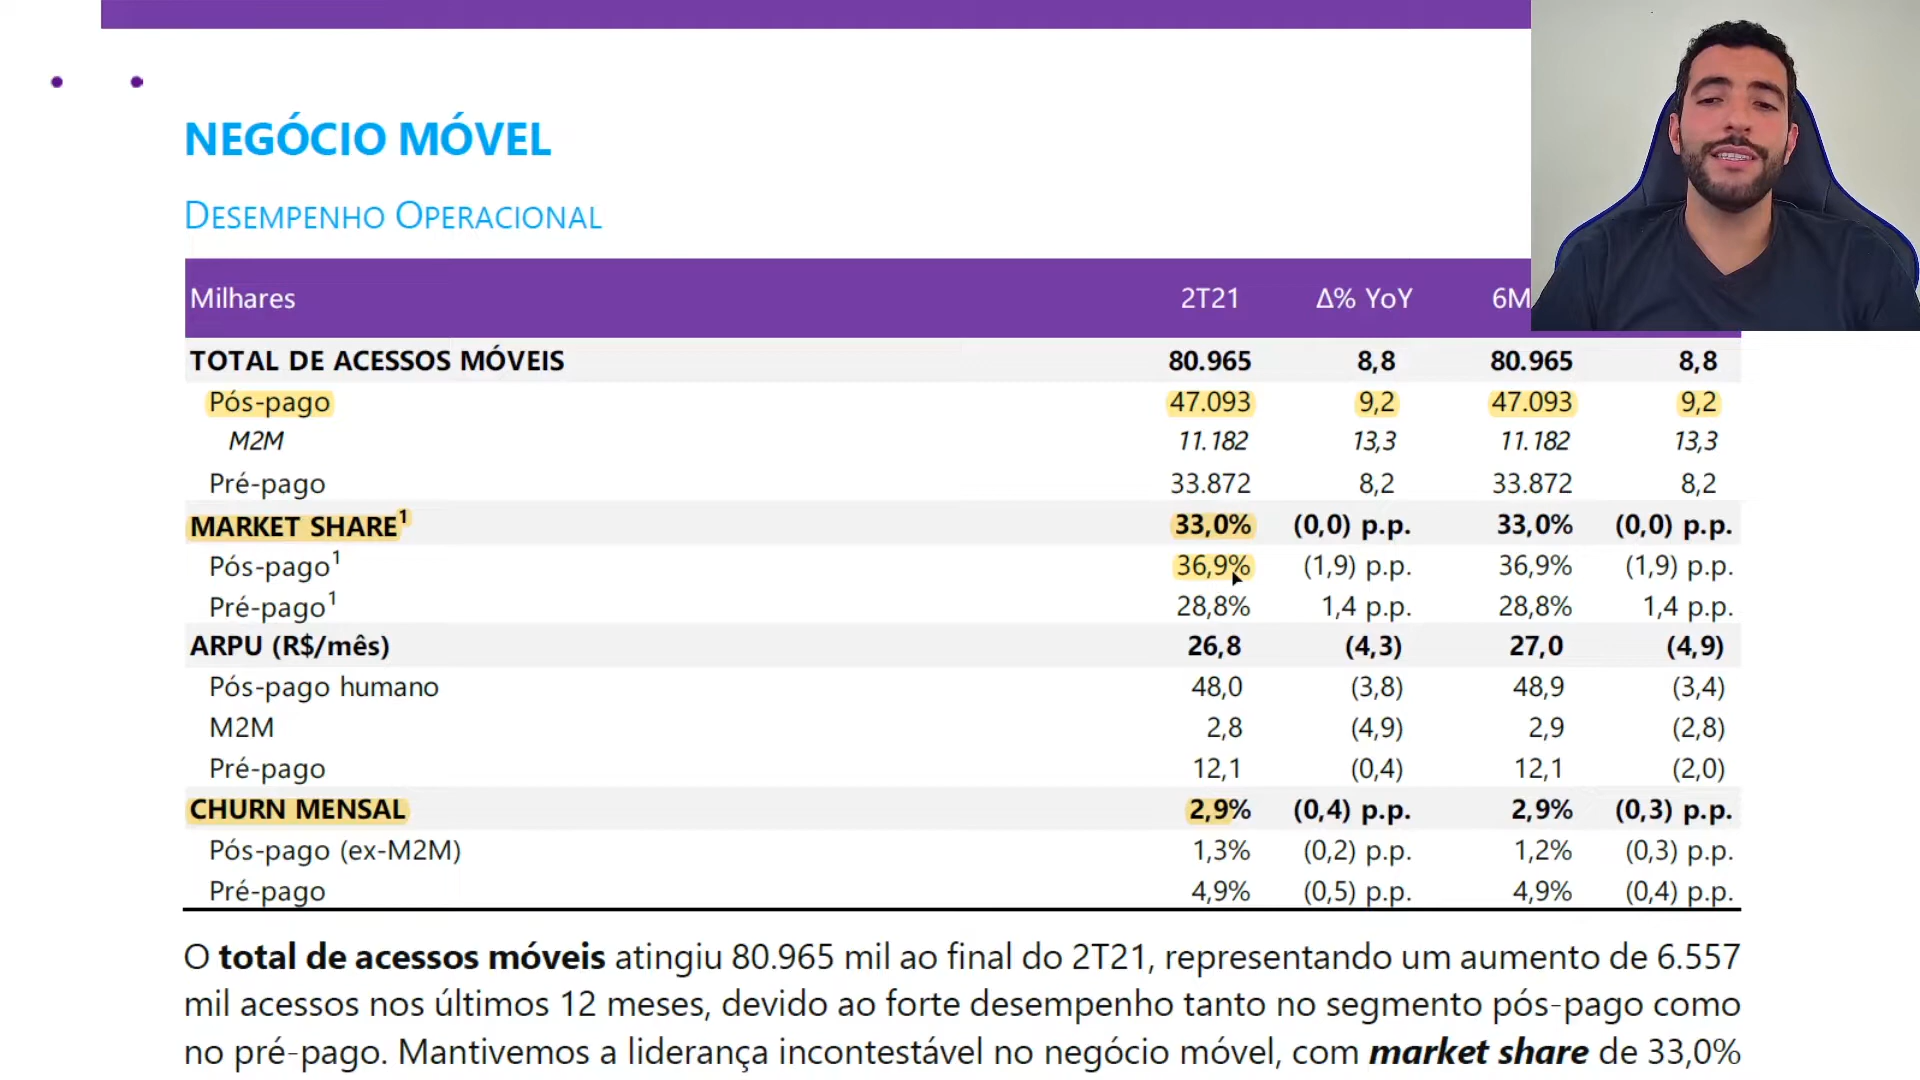 NEGÓCIO MÓVEL
DESEMPENHO OPERACIONAL
Milhares 2T21 Δ% YoY 6M
TOTAL DE ACESSOS MÓVEIS 80.965 8,8 80.965 8,8
Pós-pago 47.093 9,2 47.093 9,2
M2M 11.182 13,3 11.182 13,3
Pré-pago 33.872 8,2 33.872 8,2
MARKET SHARE¹ 33,0% (0,0) p.p. 33,0% (0,0) p.p.
Pós-pago¹ 36,9% (1,9) p.p. 36,9% (1,9) p.p.
Pré-pago¹ 28,8% 1,4 p.p. 28,8% 1,4 p.p.
ARPU (R$/mês) 26,8 (4,3) 27,0 (4,9)
Pós-pago humano 48,0 (3,8) 48,9 (3,4)
M2M 2,8 (4,9) 2,9 (2,8)
Pré-pago 12,1 (0,4) 12,1 (2,0)
CHURN MENSAL 2,9% (0,4) p.p. 2,9% (0,3) p.p.
Pós-pago (ex-M2M) 1,3% (0,2) p.p. 1,2% (0,3) p.p.
Pré-pago 4,9% (0,5) p.p. 4,9% (0,4) p.p.
O total de acessos móveis atingiu 80.965 mil ao final do 2T21, representando um aumento de 6.557
mil acessos nos últimos 12 meses, devido ao forte desempenho tanto no segmento pós-pago como
no pré-pago. Mantivemos a liderança incontestável no negócio móvel, com market share de 33,0%